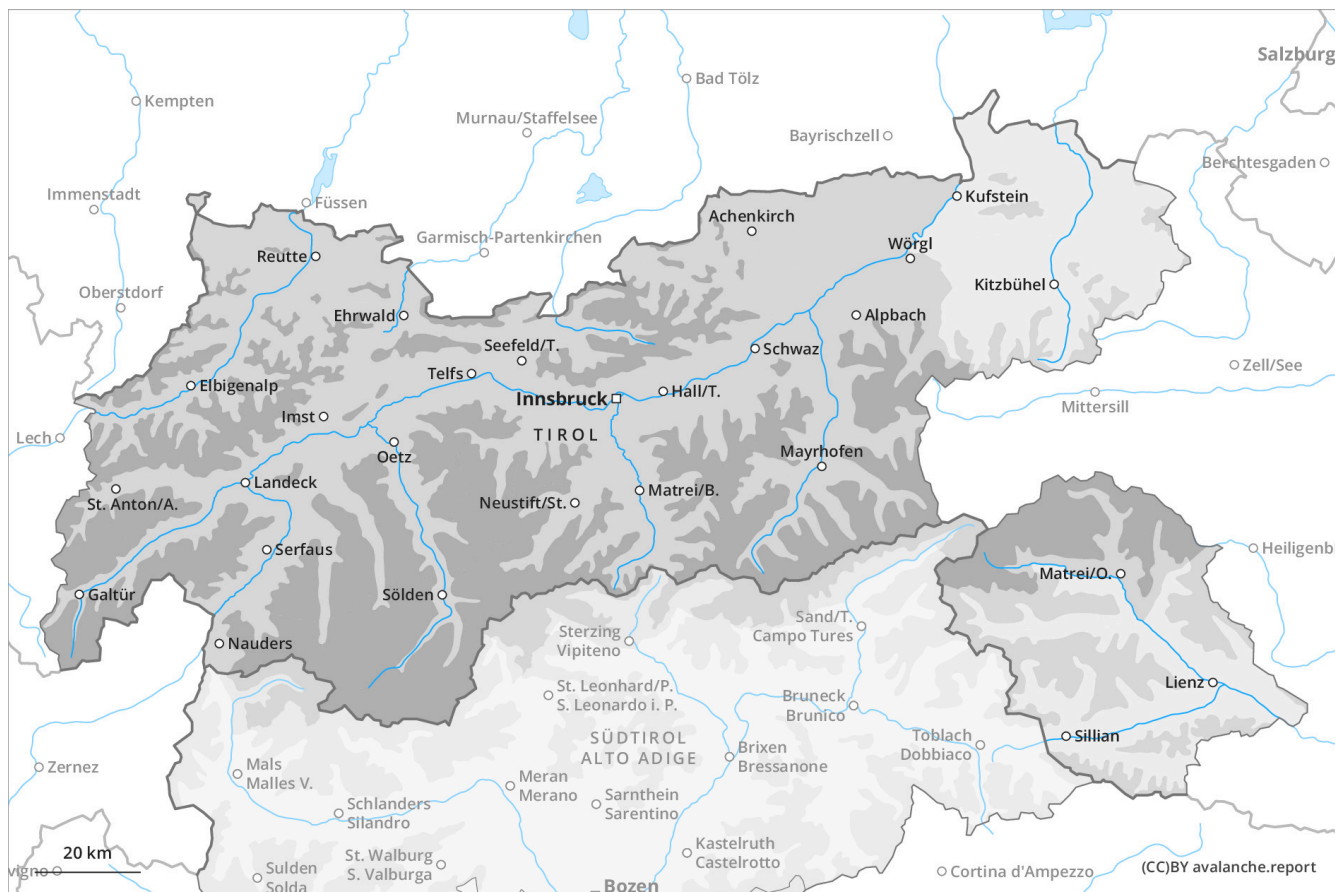 Salzburg
Kempten
Bad Tölz
Murnau/Staffelsee
Bayrischzell
Berchtesgaden
Immenstadt
Füssen
Kufstein
Achenkirch
Garmisch-Partenkirchen
Wörgl
Reutte
Kitzbühel
Oberstdorf
Ehrwald
Alpbach
Seefeld/T.
Schwaz
Zell/See
Telfs
Elbigenalp
Hall/T.
Innsbruck
Mittersill
Imst
Lech
TIROL
Oetz
Mayrhofen
Landeck
Matrei/B.
St. Anton/A.
Neustift/St.
Serfaus
Heiligenb
Matrei/O.
Galtür
Sölden
Sand/T.
Campo Tures
Sterzing
Vipiteno
Nauders
Lienz
St. Leonhard/P.
S. Leonardo i. P.
Bruneck
Brunico
SÜDTIROL
ALTO ADIGE
Toblach
Dobbiaco
Sillian
Brixen
Bressanone
Zernez
Mals
Malles V.
Meran
Merano
Schlanders
Silandro
Sarnthein
Sarentino
20 km
Kastelruth
Castelrotto
St. Walburg
S. Valburga
vigno
Sulden
Solda
Cortina d'Ampezzo
(CC)BY avalanche.report
Bozen